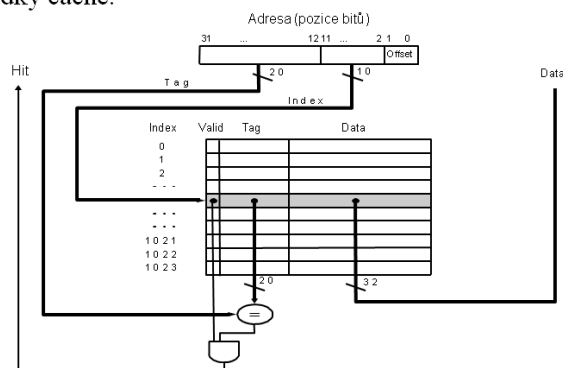 dky cache.
Adresa (pozice bitů)
31 ... 12 11 ... 2 1 0
Offset
Hit
20
10
Data
Tag
Index
Index Valid Tag Data
0
1
2
- - -
- - -
- - -
1021
1022
1023
20
32
=